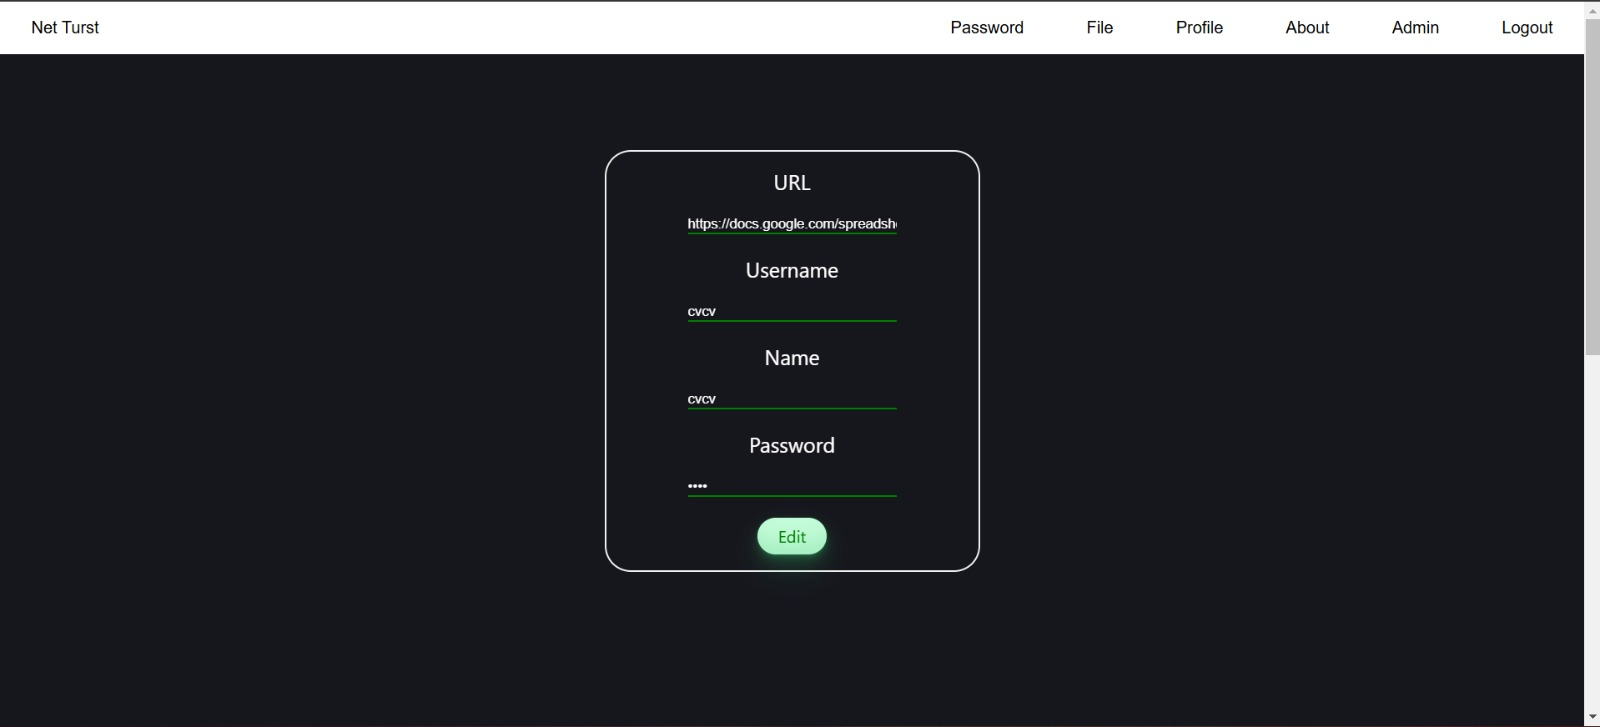 Net Turst Password File Profile About Admin Logout
URL
https://docs.google.com/spreadsh
Username
cvcv
Name
cvcv
Password
••••
Edit